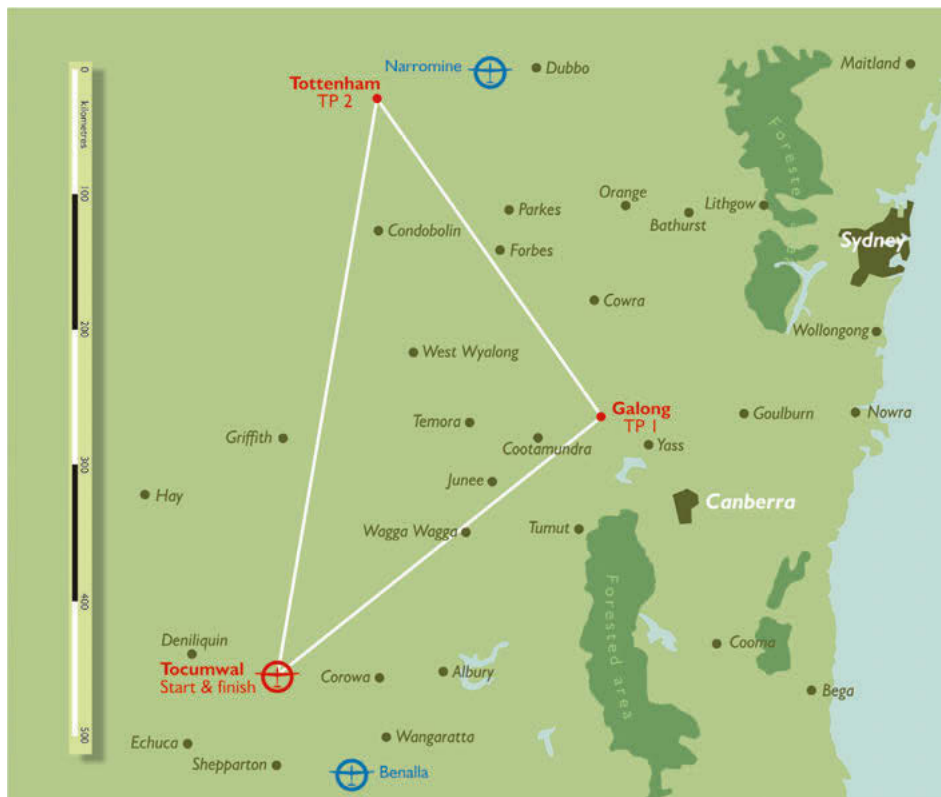 0
kilometres
100
200
300
400
500
Narromine
Dubbo
Maitland
Tottenham
TP 2
Foreste
Orange
Lithgow
Parkes
Bathurst
Condobolin
Sydney
Forbes
Cowra
Wollongong
West Wyalong
Galong
TP 1
Goulburn
Nowra
Temora
Griffith
Cootamundra
Yass
Junee
Hay
Canberra
Wagga Wagga
Tumut
Forested area
Deniliquin
Cooma
Tocumwal
Start & finish
Corowa
Albury
Bega
Echuca
Wangaratta
Shepparton
Benalla